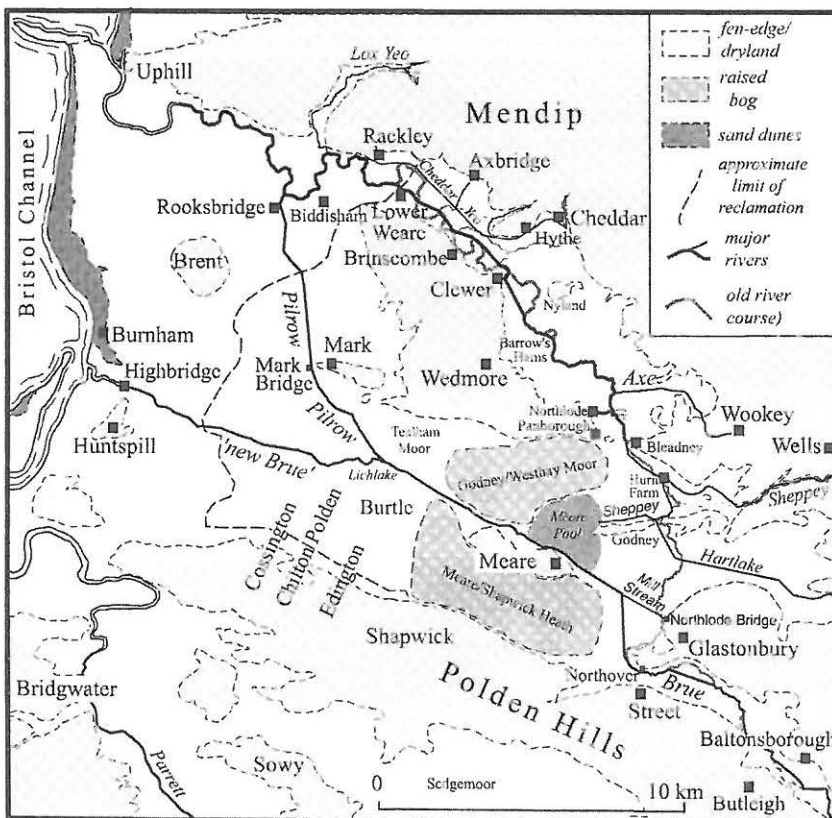 Uphill
Lox Yeo
Mendip
Bristol Channel
Rackley
Axbridge
Cheddar Yeo
Cheddar
Hythe
Rooksbridge
Biddisham
Lower
Weare
Brinscombe
Clewer
Nyland
Brent
Burnham
Highbridge
Huntspill
Pilrow
Mark
Mark
Bridge
Pilrow
Barrow's
Hams
Wedmore
Axe
Northlode
Panborough
Bleadney
Wookey
Wells
Tealham
Moor
'new Brue'
Lichlake
Godney/Westhay Moor
Hurn
Farm
Sheppey
Sheppey
Meare
Pool
Godney
Burtle
Cossington
Chilton/Polden
Edington
Meare
Meare/Shapwick Heath
Mill
Stream
Hartlake
Northlode Bridge
Glastonbury
Shapwick
Polden Hills
Northover
Brue
Street
Bridgwater
Parrett
Sowy
Sedgemoor
Baltonsborough
Butleigh
0
10 km
fen-edge/
dryland
raised
bog
sand dunes
approximate
limit of
reclamation
major
rivers
old river
course)